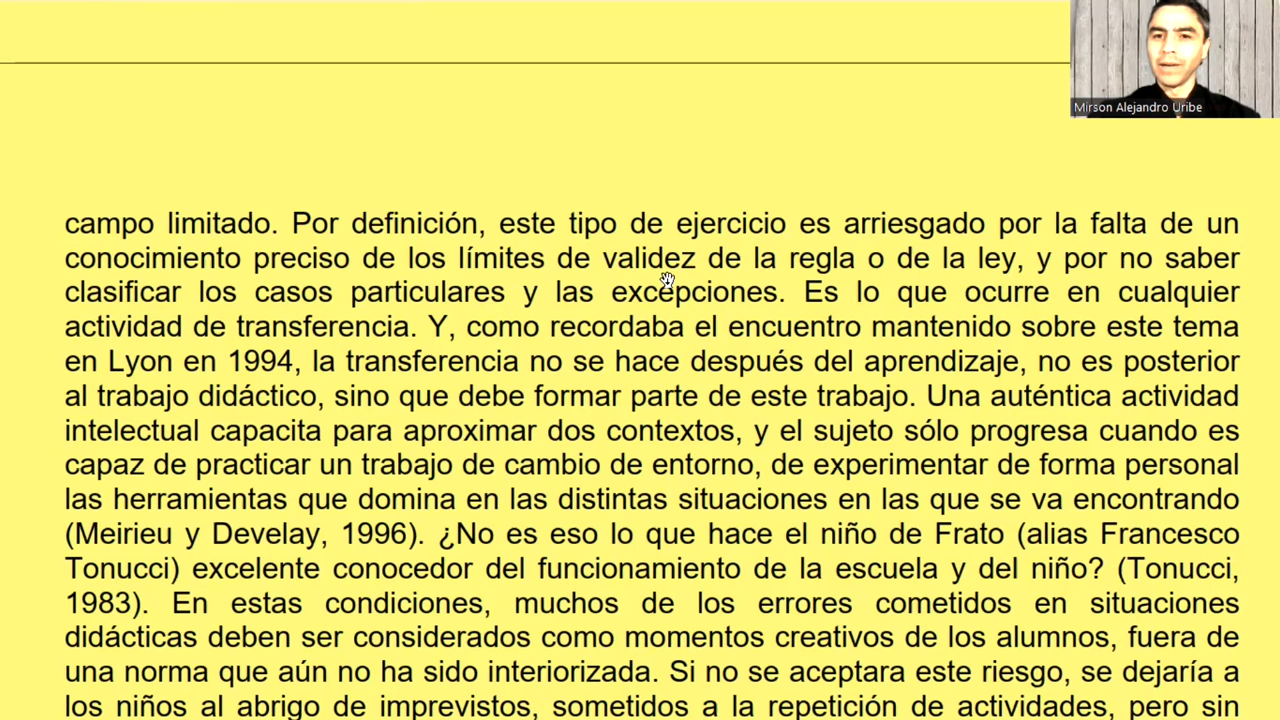 Mirson Alejandro Uribe
campo limitado. Por definición, este tipo de ejercicio es arriesgado por la falta de un
conocimiento preciso de los límites de validez de la regla o de la ley, y por no saber
clasificar los casos particulares y las excepciones. Es lo que ocurre en cualquier
actividad de transferencia. Y, como recordaba el encuentro mantenido sobre este tema
en Lyon en 1994, la transferencia no se hace después del aprendizaje, no es posterior
al trabajo didáctico, sino que debe formar parte de este trabajo. Una auténtica actividad
intelectual capacita para aproximar dos contextos, y el sujeto sólo progresa cuando es
capaz de practicar un trabajo de cambio de entorno, de experimentar de forma personal
las herramientas que domina en las distintas situaciones en las que se va encontrando
(Meirieu y Develay, 1996). ¿No es eso lo que hace el niño de Frato (alias Francesco
Tonucci) excelente conocedor del funcionamiento de la escuela y del niño? (Tonucci,
1983). En estas condiciones, muchos de los errores cometidos en situaciones
didácticas deben ser considerados como momentos creativos de los alumnos, fuera de
una norma que aún no ha sido interiorizada. Si no se aceptara este riesgo, se dejaría a
los niños al abrigo de imprevistos, sometidos a la repetición de actividades, pero sin